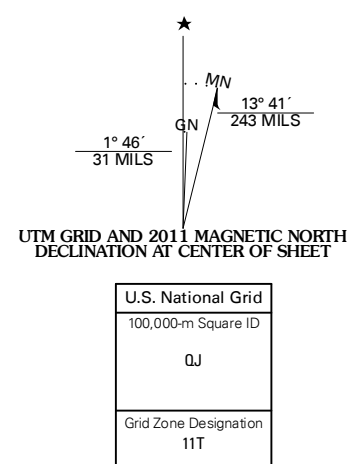 ★
MN
GN
13° 41´
243 MILS
1° 46´
31 MILS
UTM GRID AND 2011 MAGNETIC NORTH
DECLINATION AT CENTER OF SHEET
U.S. National Grid
100,000-m Square ID
QJ
Grid Zone Designation
11T